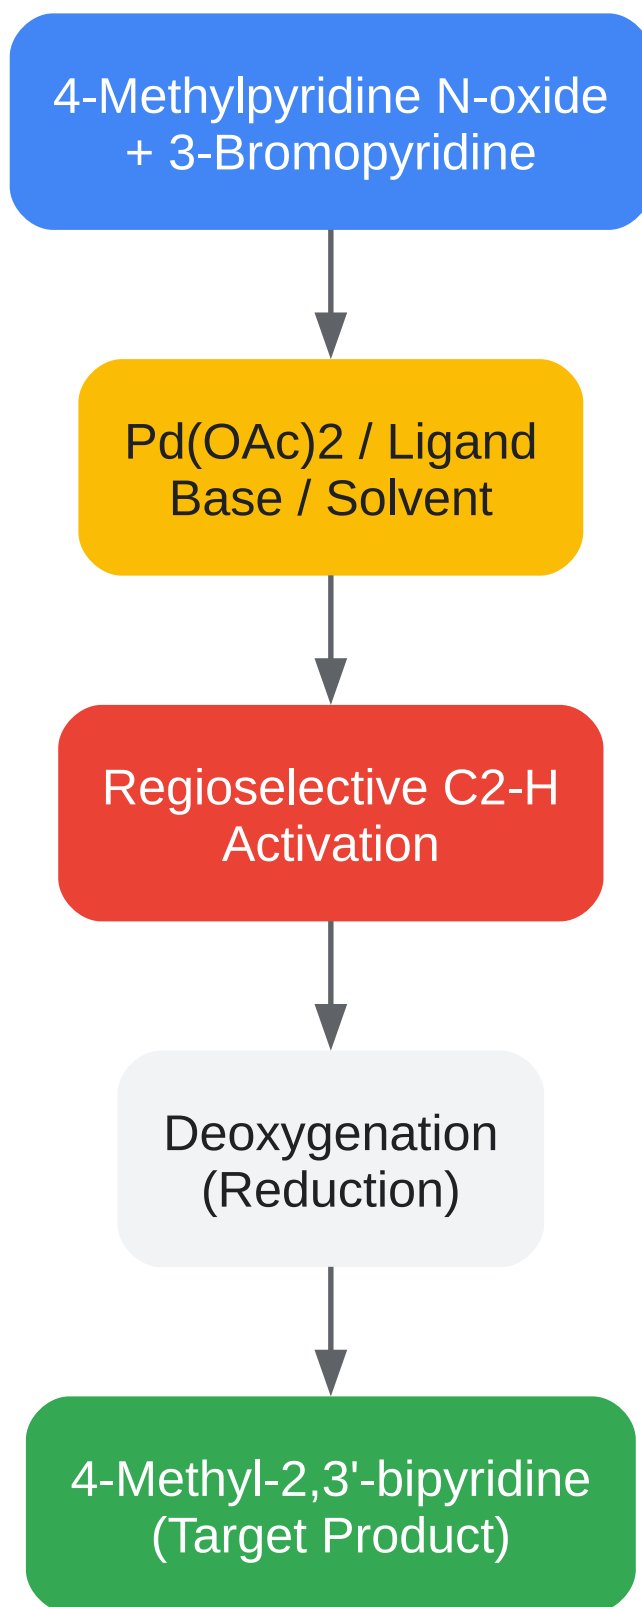 4-Methylpyridine N-oxide
+ 3-Bromopyridine
Pd(OAc)2 / Ligand
Base / Solvent
Regioselective C2-H
Activation
Deoxygenation
(Reduction)
4-Methyl-2,3'-bipyridine
(Target Product)